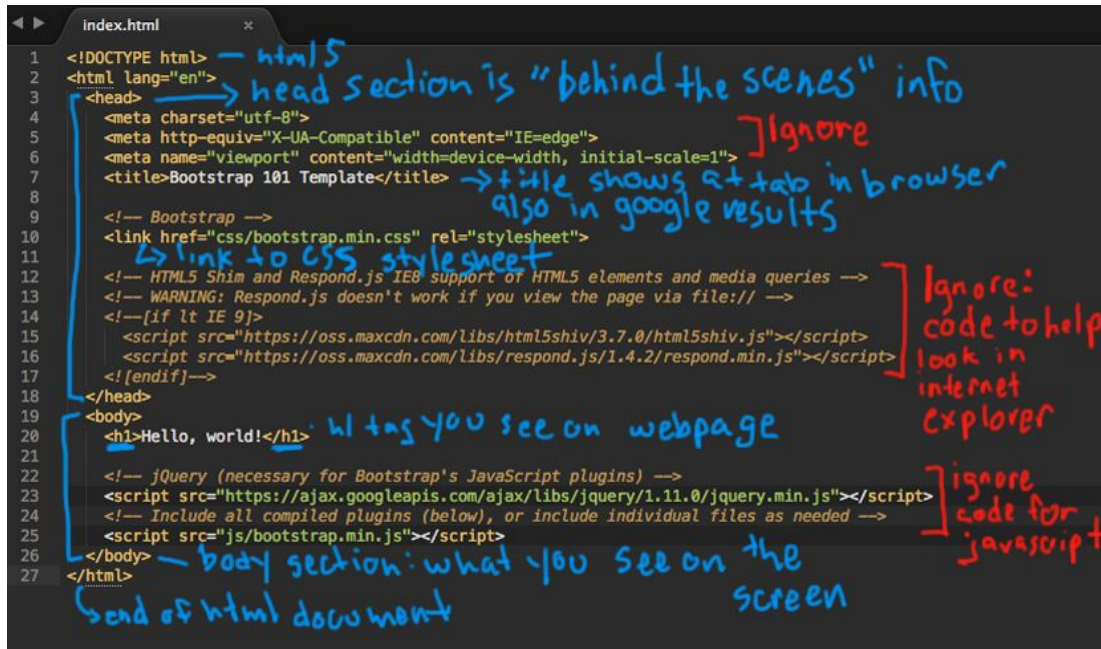 index.html ×
1 <!DOCTYPE html> — html5
2 <html lang="en">
3 <head> → head section is "behind the scenes" info
4 <meta charset="utf-8">
5 <meta http-equiv="X-UA-Compatible" content="IE=edge"> Ignore
6 <meta name="viewport" content="width=device-width, initial-scale=1">
7 <title>Bootstrap 101 Template</title> → title shows at tab in browser
8 also in google results
9 <!-- Bootstrap -->
10 <link href="css/bootstrap.min.css" rel="stylesheet">
11 ↳ link to CSS stylesheet
12 <!-- HTML5 Shim and Respond.js IE8 support of HTML5 elements and media queries -->
13 <!-- WARNING: Respond.js doesn't work if you view the page via file:// -->
14 <!--[if lt IE 9]>
15 <script src="https://oss.maxcdn.com/libs/html5shiv/3.7.0/html5shiv.js"></script>
16 <script src="https://oss.maxcdn.com/libs/respond.js/1.4.2/respond.min.js"></script>
17 <![endif]-->
Ignore:
code to help
look in
internet
explorer
18 </head>
19 <body>
20 <h1>Hello, world!</h1> h1 tag you see on webpage
21
22 <!-- jQuery (necessary for Bootstrap's JavaScript plugins) -->
23 <script src="https://ajax.googleapis.com/ajax/libs/jquery/1.11.0/jquery.min.js"></script>
24 <!-- Include all compiled plugins (below), or include individual files as needed -->
25 <script src="js/bootstrap.min.js"></script>
ignore
code for
javascript
26 </body> — body section: what you see on the
screen
27 </html>
↳ end of html document